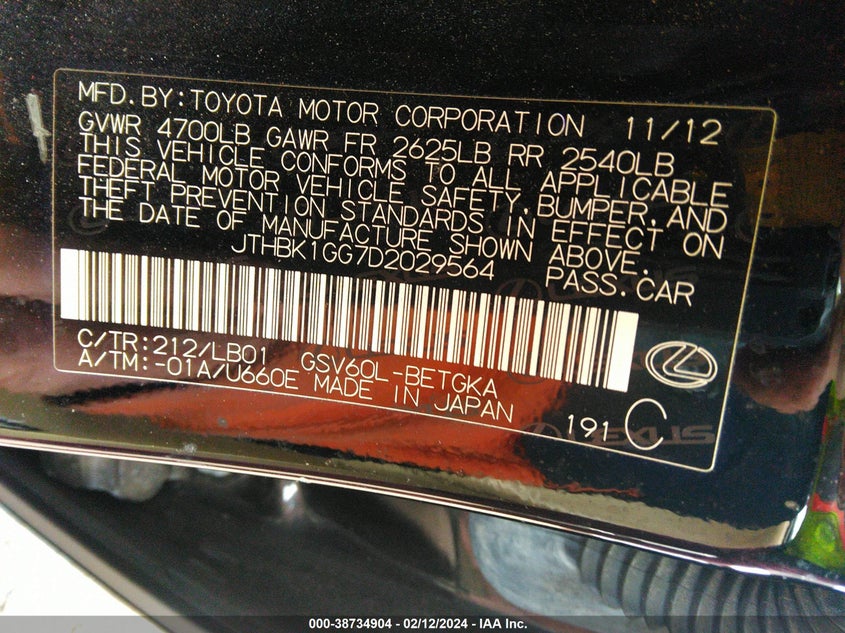 MFD.BY:TOYOTA MOTOR CORPORATION 11/12
GVWR 4700LB GAWR FR 2625LB RR 2540LB
THIS VEHICLE CONFORMS TO ALL APPLICABLE
FEDERAL MOTOR VEHICLE SAFETY,BUMPER,AND
THEFT PREVENTION STANDARDS IN EFFECT ON
THE DATE OF MANUFACTURE SHOWN ABOVE.
JTHBK1GG7D2029564 PASS.CAR
C/TR:212/LB01 GSV60L-BETGKA
A/TM:-01A/U660E MADE IN JAPAN
191 C
LEXUS
000-38734904 - 02/12/2024 - IAA Inc.